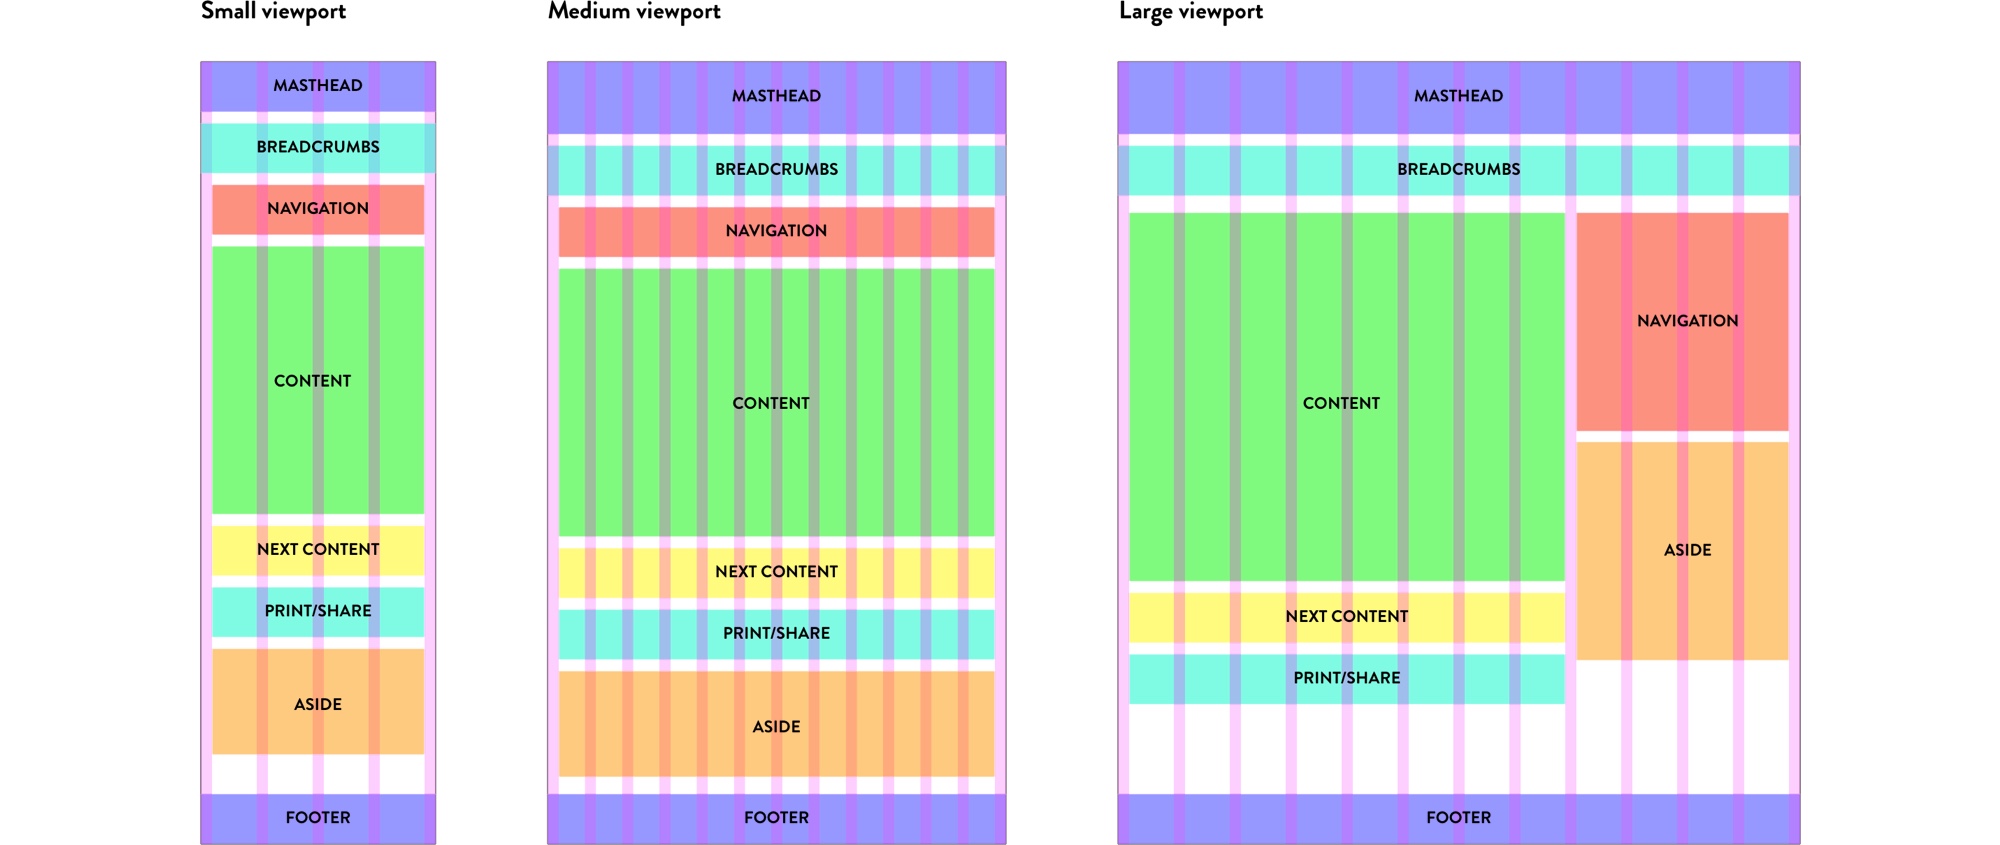 Small viewport
MASTHEAD
BREADCRUMBS
NAVIGATION
CONTENT
NEXT CONTENT
PRINT/SHARE
ASIDE
FOOTER
Medium viewport
MASTHEAD
BREADCRUMBS
NAVIGATION
CONTENT
NEXT CONTENT
PRINT/SHARE
ASIDE
FOOTER
Large viewport
MASTHEAD
BREADCRUMBS
CONTENT
NEXT CONTENT
PRINT/SHARE
NAVIGATION
ASIDE
FOOTER